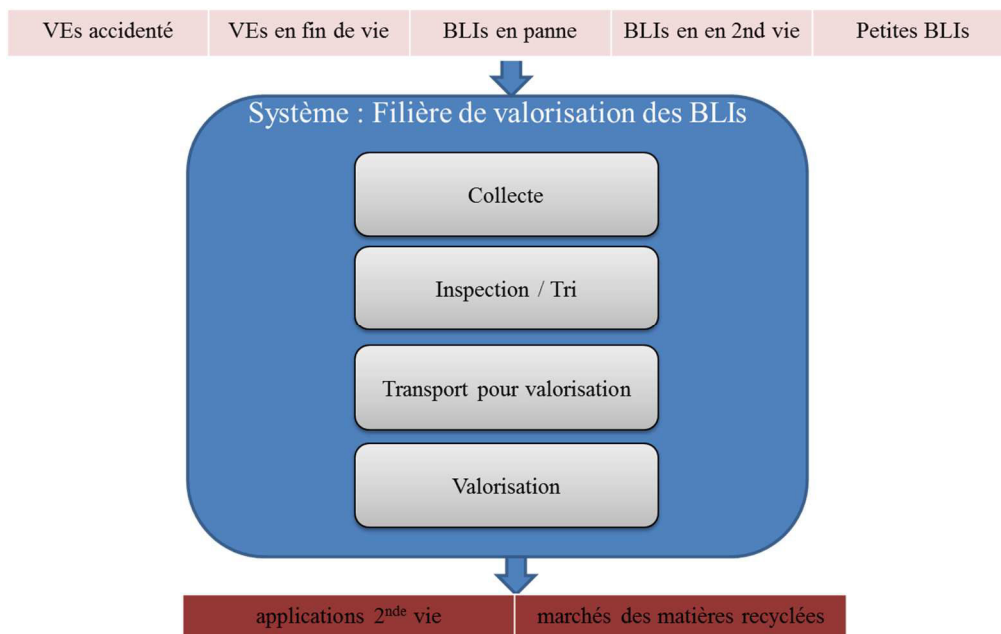 VEs accidenté VEs en fin de vie BLIs en panne BLIs en en 2nd vie Petites BLIs
Système : Filière de valorisation des BLIs
Collecte
Inspection / Tri
Transport pour valorisation
Valorisation
applications 2nde vie marchés des matières recyclées